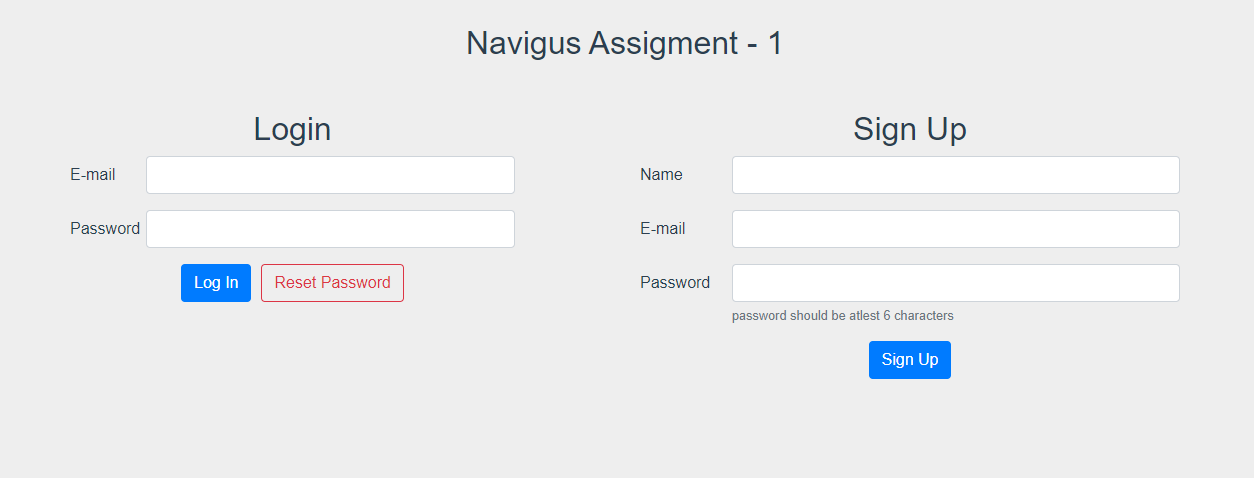 Navigus Assigment - 1
Login
E-mail
Password
Log In Reset Password
Sign Up
Name
E-mail
Password
password should be atlest 6 characters
Sign Up